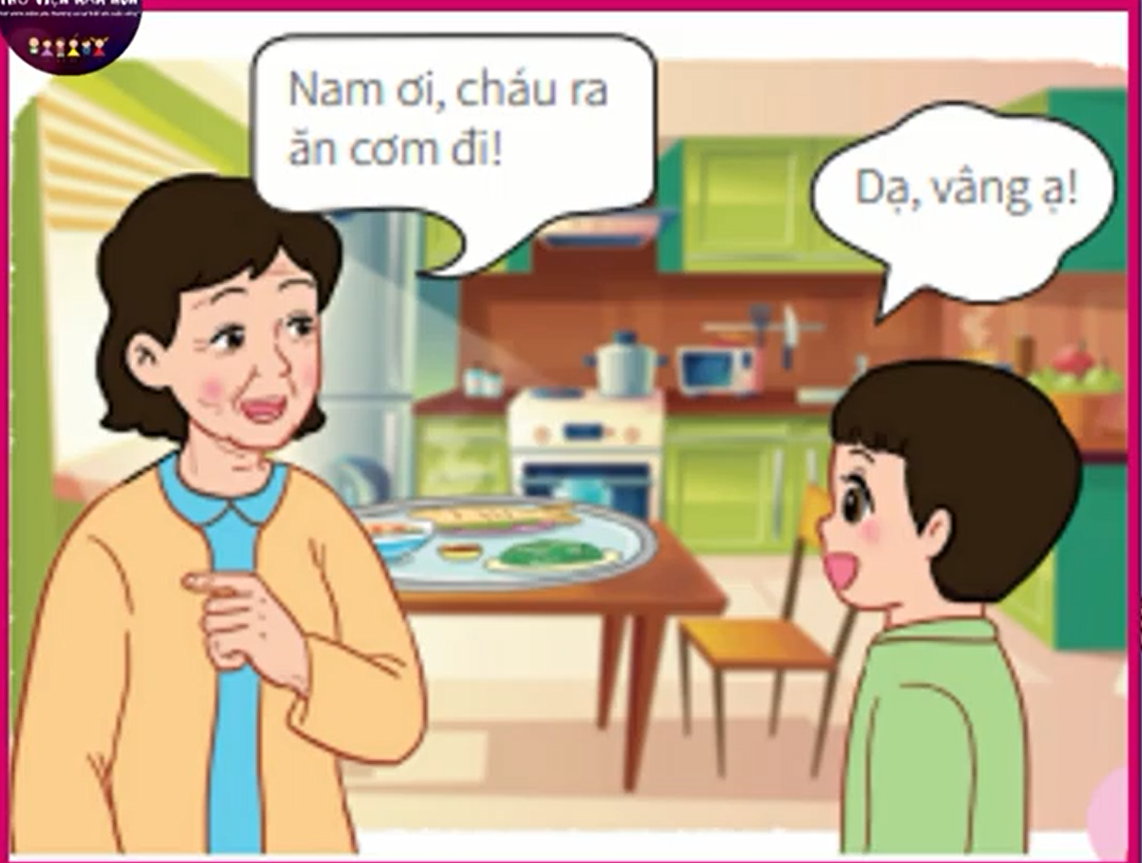 Nam ơi, cháu ra
ăn cơm đi!
Dạ, vâng ạ!